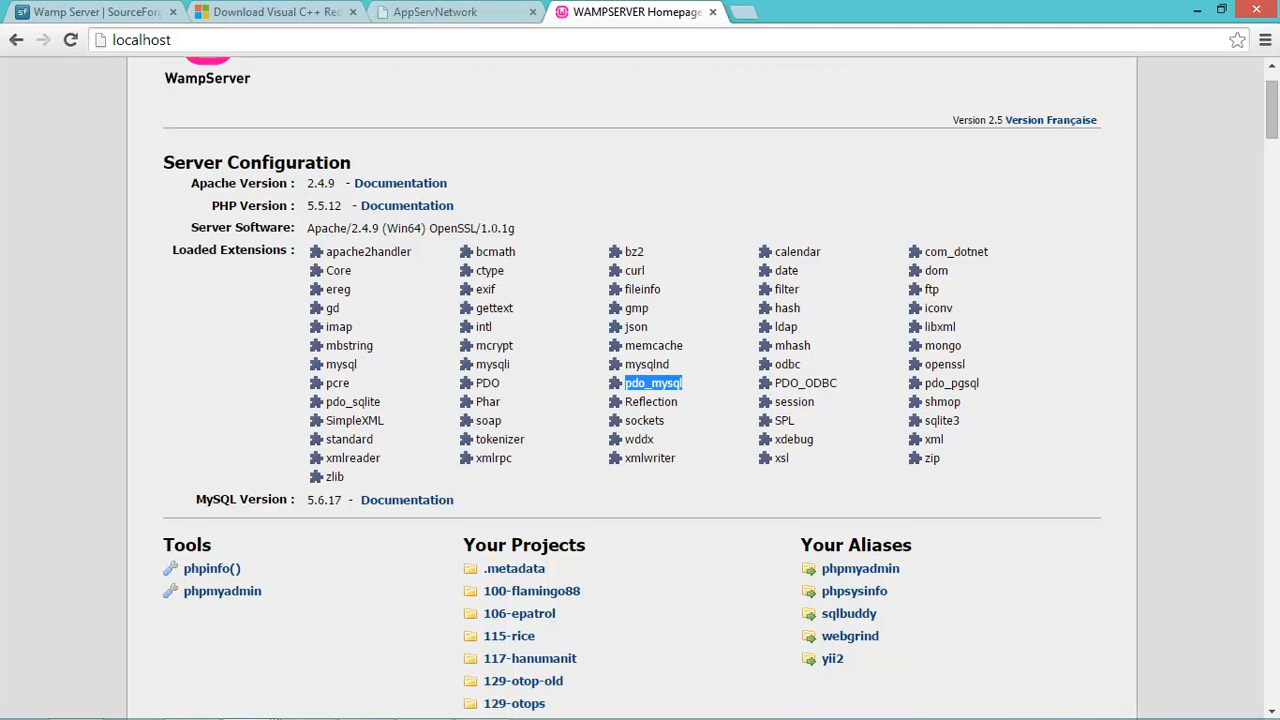 Wamp Server | SourceForg
Download Visual C++ Red
AppServNetwork
WAMPSERVER Homepage
localhost
WampServer
Version 2.5 Version Française
Server Configuration
Apache Version : 2.4.9 - Documentation
PHP Version : 5.5.12 - Documentation
Server Software: Apache/2.4.9 (Win64) OpenSSL/1.0.1g
Loaded Extensions : apache2handler bcmath bz2 calendar com_dotnet
Core ctype curl date dom
ereg exif fileinfo filter ftp
gd gettext gmp hash iconv
imap intl json ldap libxml
mbstring mcrypt memcache mhash mongo
mysql mysqli mysqlnd odbc openssl
pcre PDO pdo_mysql PDO_ODBC pdo_pgsql
pdo_sqlite Phar Reflection session shmop
SimpleXML soap sockets SPL sqlite3
standard tokenizer wddx xdebug xml
xmlreader xmlrpc xmlwriter xsl zip
zlib
MySQL Version : 5.6.17 - Documentation
Tools
phpinfo()
phpmyadmin
Your Projects
.metadata
100-flamingo88
106-epatrol
115-rice
117-hanumanit
129-otop-old
129-otops
Your Aliases
phpmyadmin
phpsysinfo
sqlbuddy
webgrind
yii2